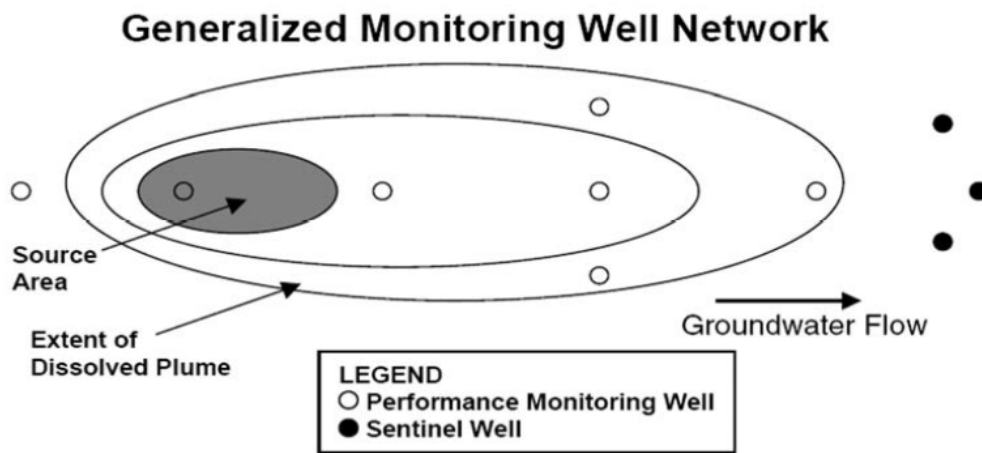 Generalized Monitoring Well Network
Source
Area
Extent of
Dissolved Plume
Groundwater Flow
LEGEND
Performance Monitoring Well
Sentinel Well